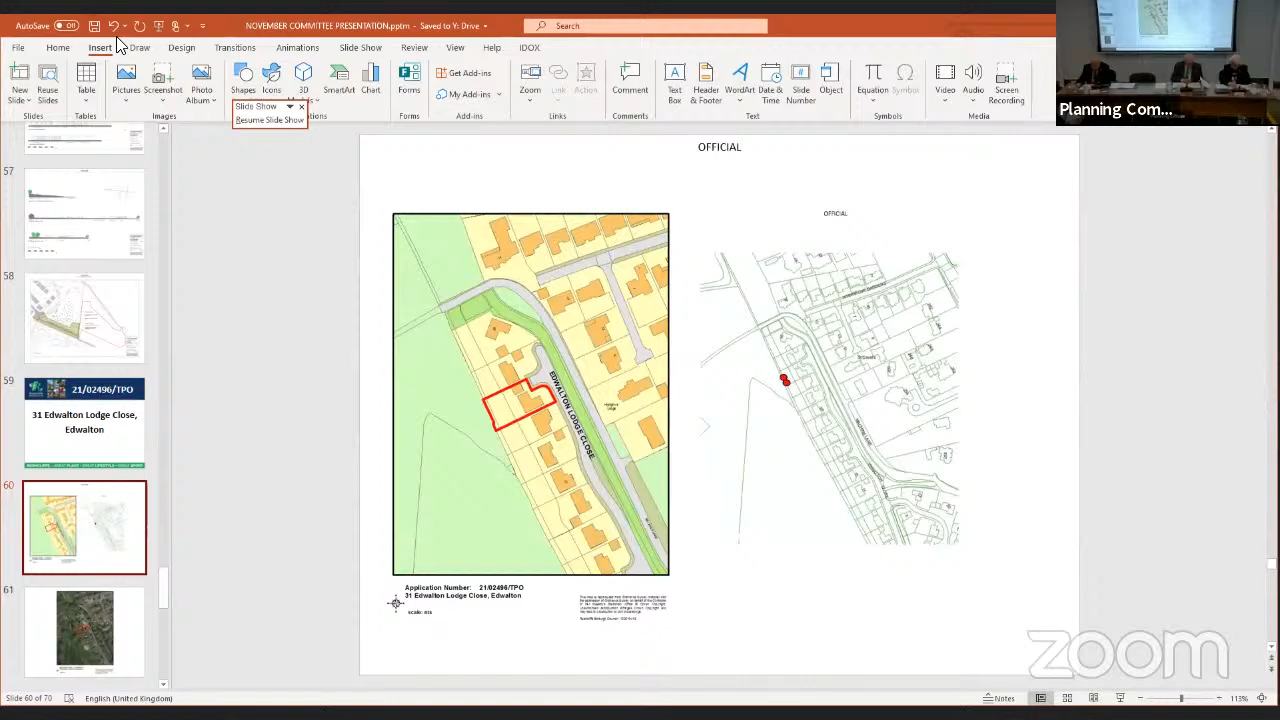 AutoSave Off
NOVEMBER COMMITTEE PRESENTATION.pptm - Saved to Y: Drive
Search
File Home Insert Draw Design Transitions Animations Slide Show Review View Help IDOX
New Slide
Reuse Slides
Table
Pictures
Screenshot
Photo Album
Shapes
Icons
3D
SmartArt
Chart
Forms
Get Add-ins
My Add-ins
Zoom
Link
Action
Comment
Text Box
Header & Footer
WordArt
Date & Time
Slide Number
Object
Equation
Symbol
Video
Audio
Screen Recording
Slides Tables Images Forms Add-ins Links Comments Text Symbols Media
Slide Show
Resume Slide Show
Planning Com...
57
58
59
21/02496/TPO
31 Edwalton Lodge Close,
Edwalton
60
61
OFFICIAL
OFFICIAL
EDWALTON LODGE CLOSE
Application Number: 21/02496/TPO
31 Edwalton Lodge Close, Edwalton
scale: nts
zoom
Slide 60 of 70
English (United Kingdom)
Notes
113%